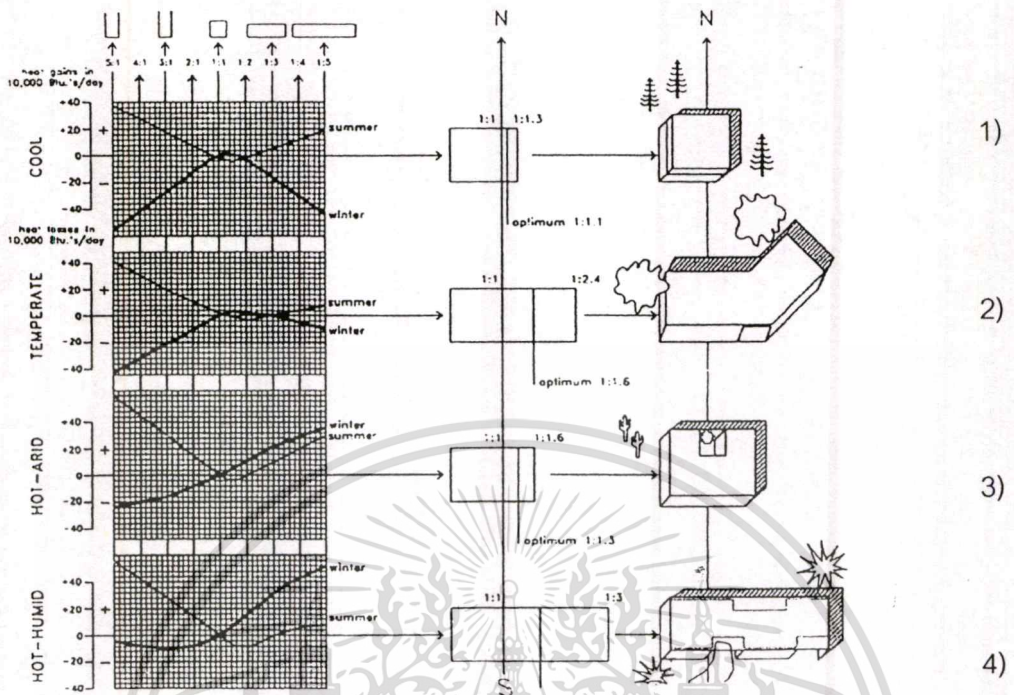 N
N
5:1 4:1 3:1 2:1 1:1 1:2 1:3 1:4 1:5
heat gains in
10,000 Btu.'s/day
+40
+20
+
0
-20
-
-40
COOL
summer
winter
1:1 1:1.3
optimum 1:1.1
1)
heat losses in
10,000 Btu.'s/day
+40
+20
+
0
-20
-
-40
TEMPERATE
summer
winter
1:1 1:2.4
optimum 1:1.6
2)
+40
+20
+
0
-20
-
-40
HOT-ARID
winter
summer
1:1 1:1.6
optimum 1:1.3
3)
+40
+20
+
0
-20
-
-40
HOT-HUMID
winter
summer
1:1 1:3
4)